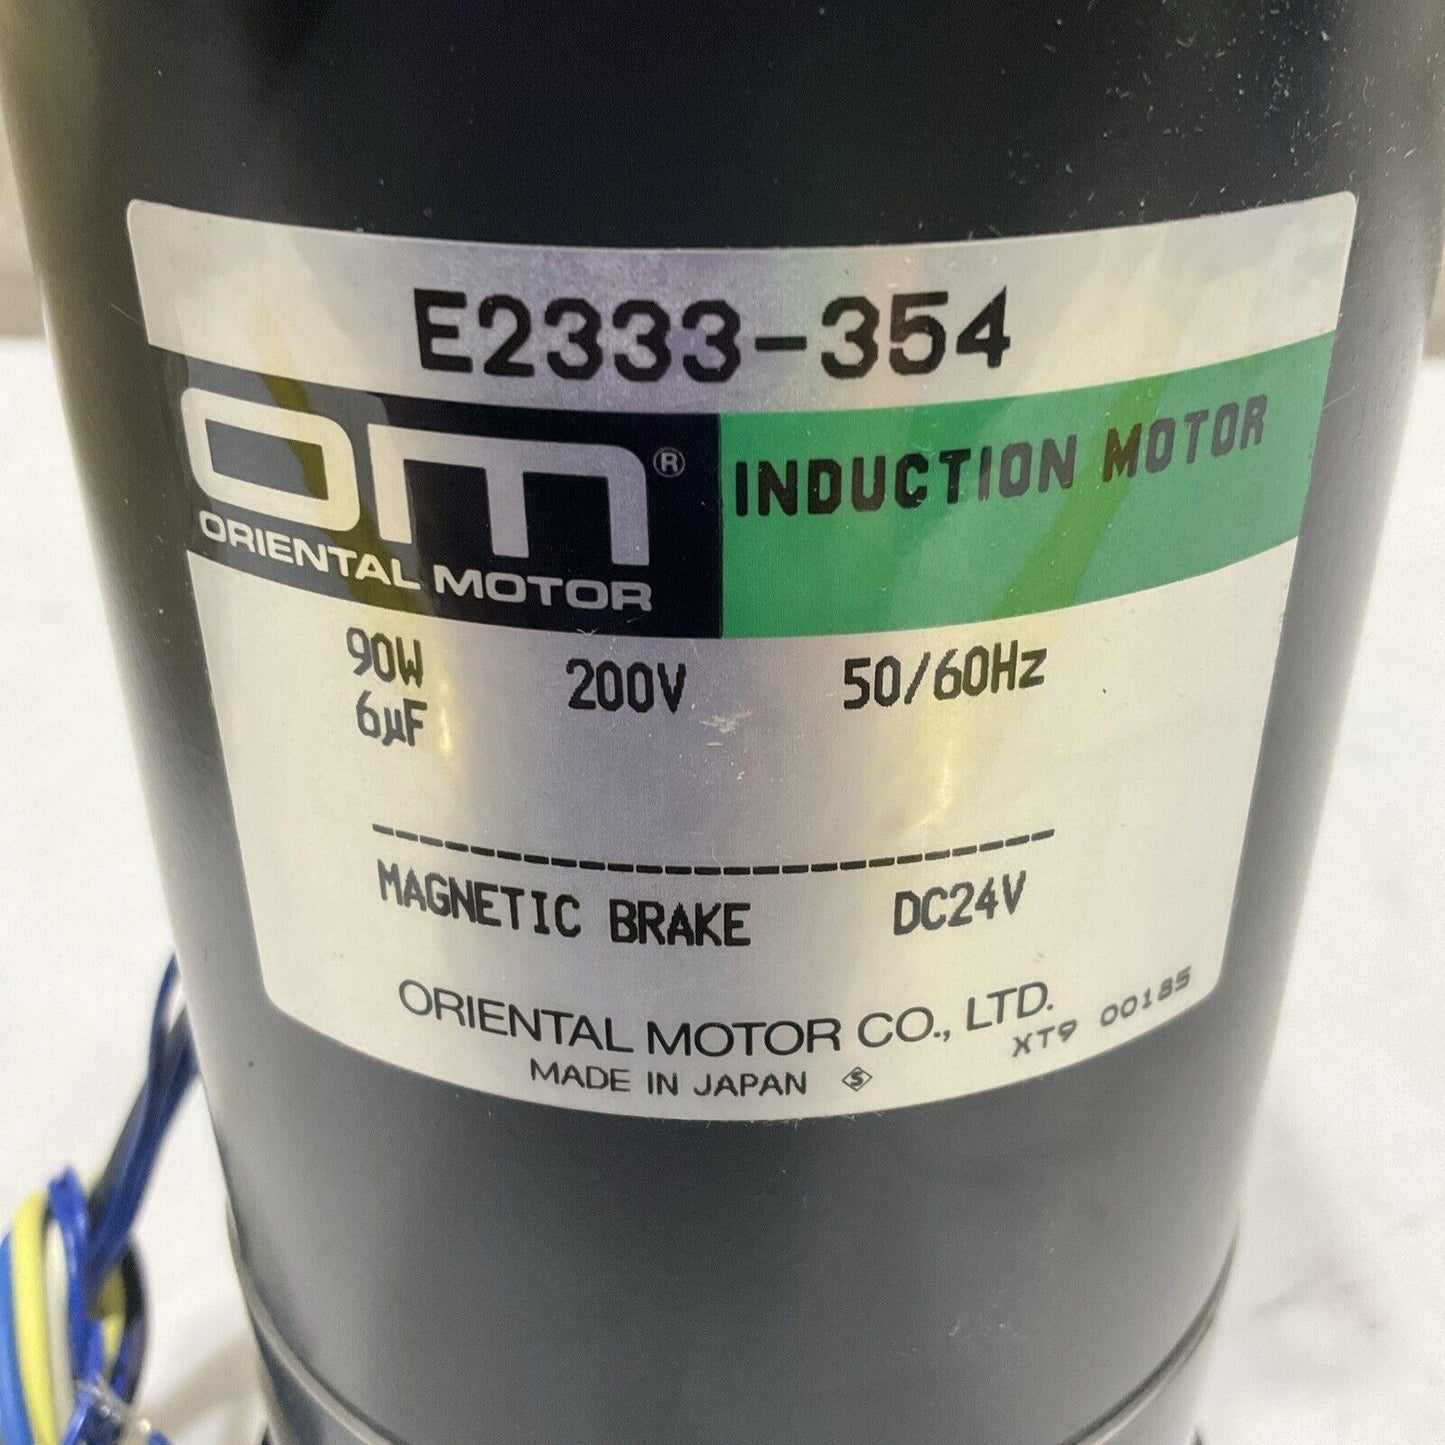 E2333-354
OM®
ORIENTAL MOTOR
INDUCTION MOTOR
90W 200V 50/60Hz
6µF
MAGNETIC BRAKE DC24V
ORIENTAL MOTOR CO., LTD.
XT9 00185
MADE IN JAPAN S